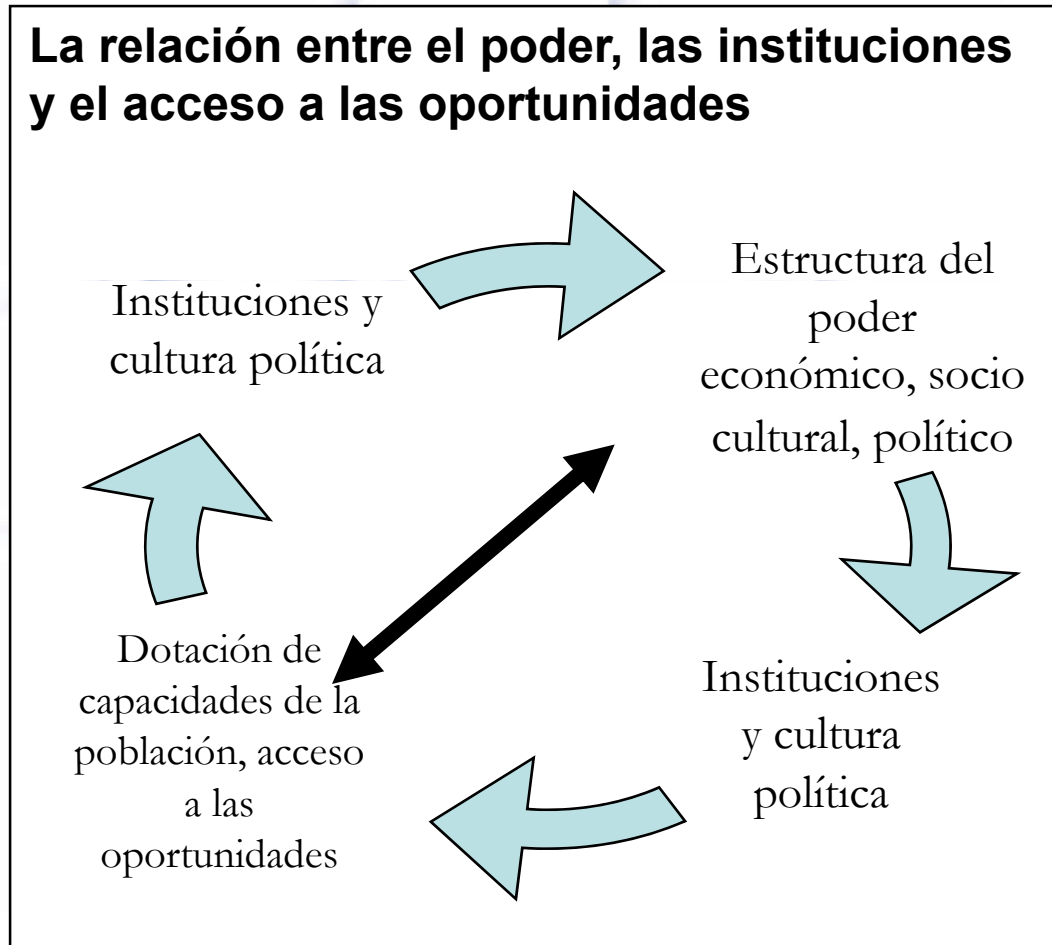 La relación entre el poder, las instituciones
y el acceso a las oportunidades
Instituciones y
cultura política
Estructura del
poder
económico, socio
cultural, político
Instituciones
y cultura
política
Dotación de
capacidades de la
población, acceso
a las
oportunidades